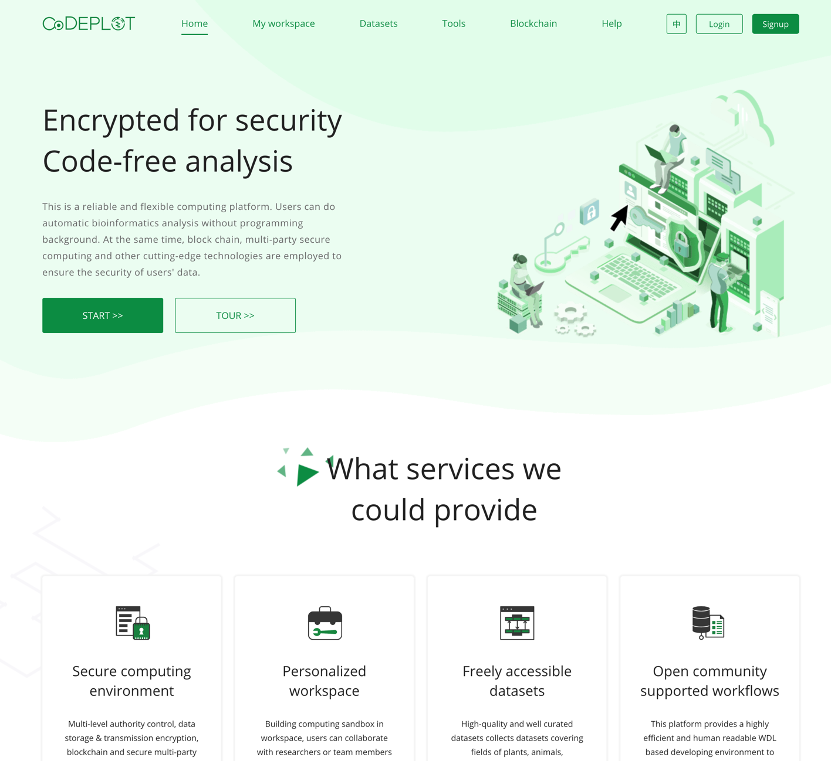 CODEPLOT
Home
My workspace
Datasets
Tools
Blockchain
Help
中
Login
Signup
Encrypted for security
Code-free analysis
This is a reliable and flexible computing platform. Users can do
automatic bioinformatics analysis without programming
background. At the same time, block chain, multi-party secure
computing and other cutting-edge technologies are employed to
ensure the security of users' data.
START >>
TOUR >>
What services we
could provide
Secure computing
environment
Multi-level authority control, data
storage & transmission encryption,
blockchain and secure multi-party
Personalized
workspace
Building computing sandbox in
workspace, users can collaborate
with researchers or team members
Freely accessible
datasets
High-quality and well curated
datasets collects datasets covering
fields of plants, animals,
Open community
supported workflows
This platform provides a highly
efficient and human readable WDL
based developing environment to